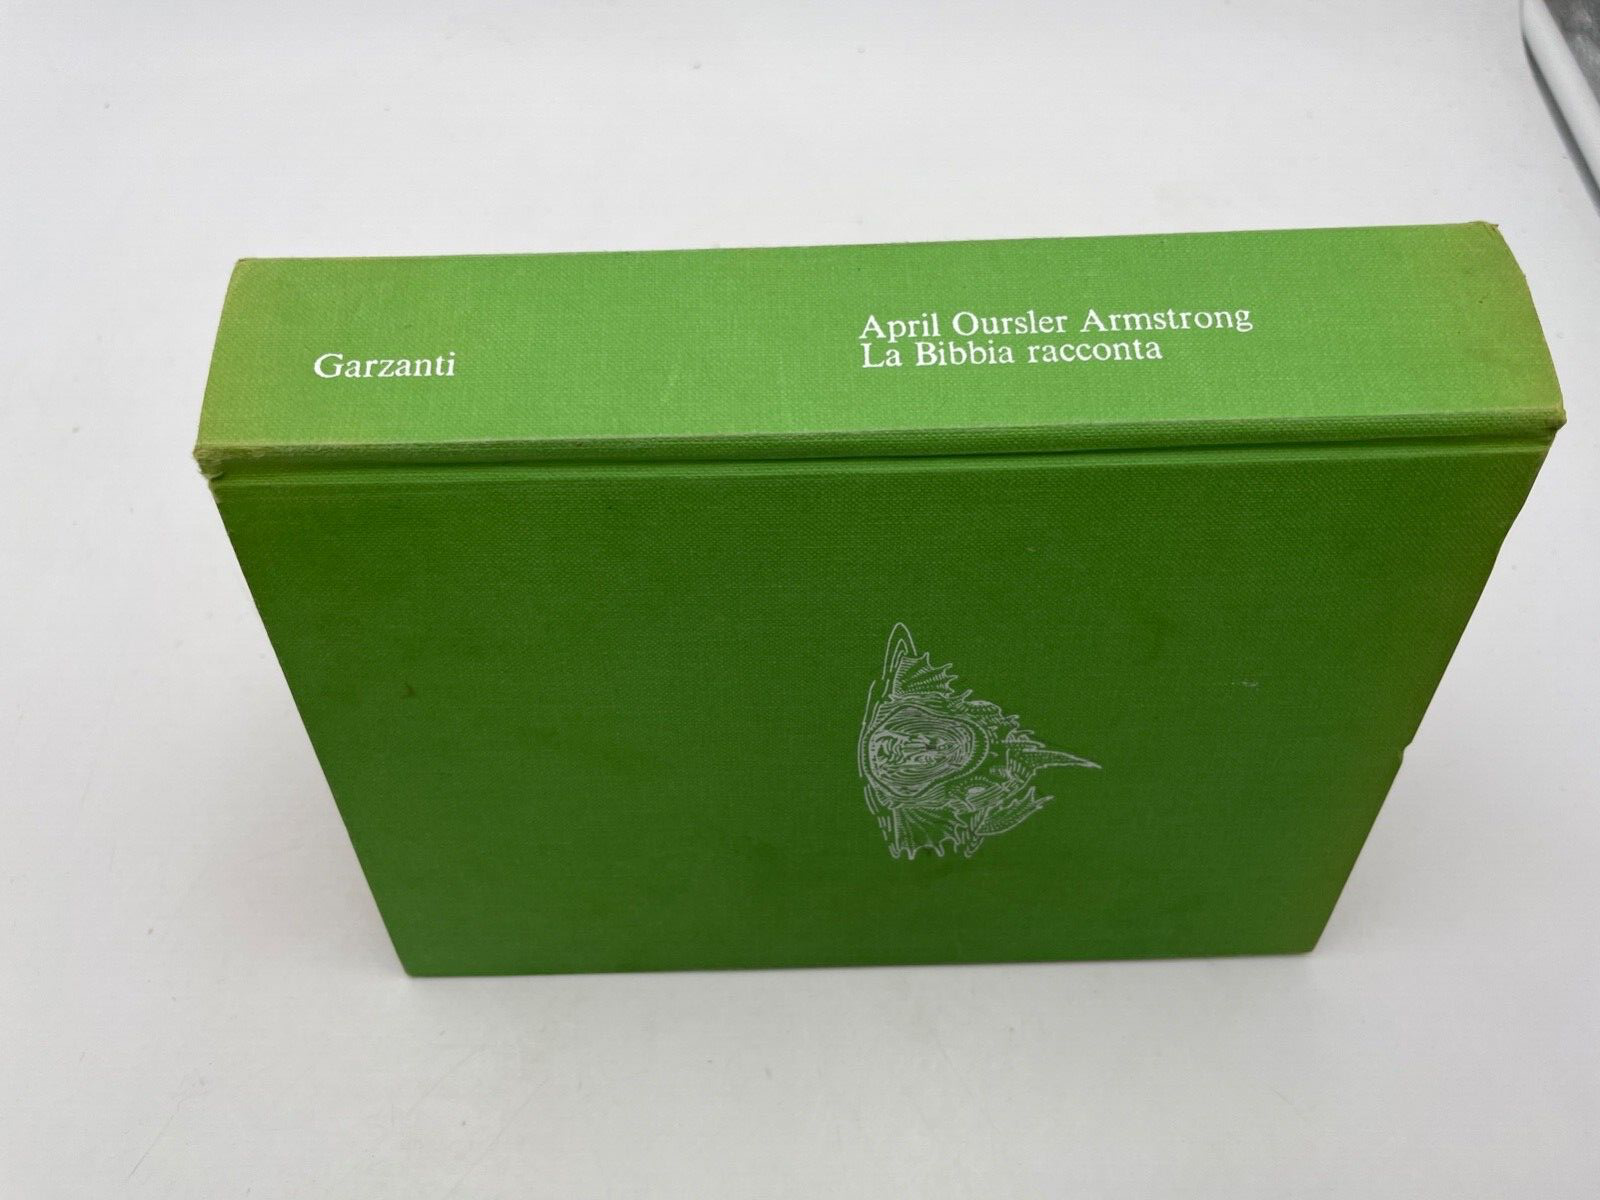 Garzanti
April Oursler Armstrong
La Bibbia racconta